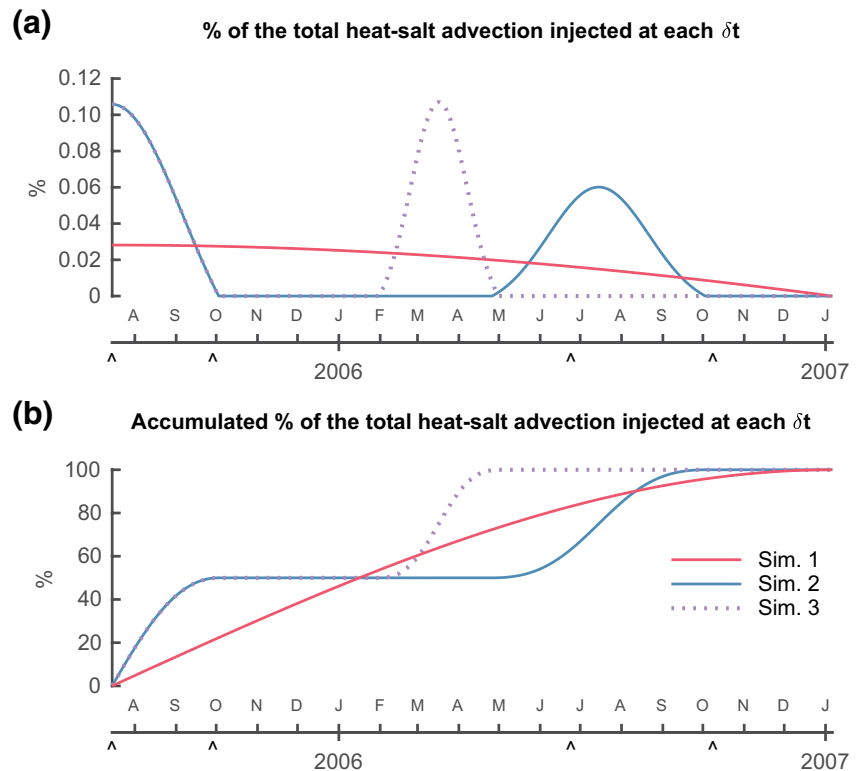 (a)
% of the total heat-salt advection injected at each δt
0.12
0.10
0.08
0.06
0.04
0.02
0
%
A S O N D J F M A M J J A S O N D J
^ ^ ^ ^
2006 2007
(b)
Accumulated % of the total heat-salt advection injected at each δt
100
80
60
40
20
0
%
Sim. 1
Sim. 2
Sim. 3
A S O N D J F M A M J J A S O N D J
^ ^ ^ ^
2006 2007